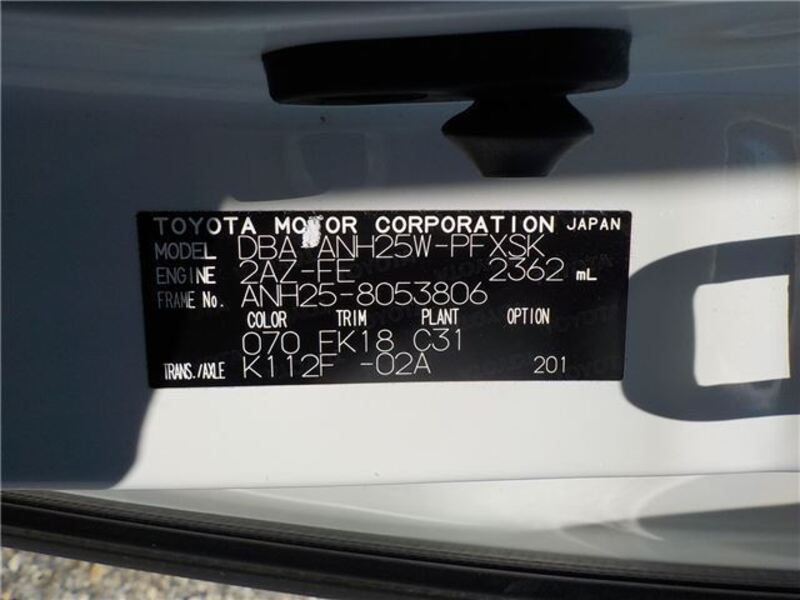 TOYOTA MOTOR CORPORATION JAPAN
MODEL DBA-ANH25W-PFXSK
ENGINE 2AZ-FE 2362 mL
FRAME No. ANH25-8053806
COLOR TRIM PLANT OPTION
070 FK18 C31
TRANS./AXLE K112F -02A 201